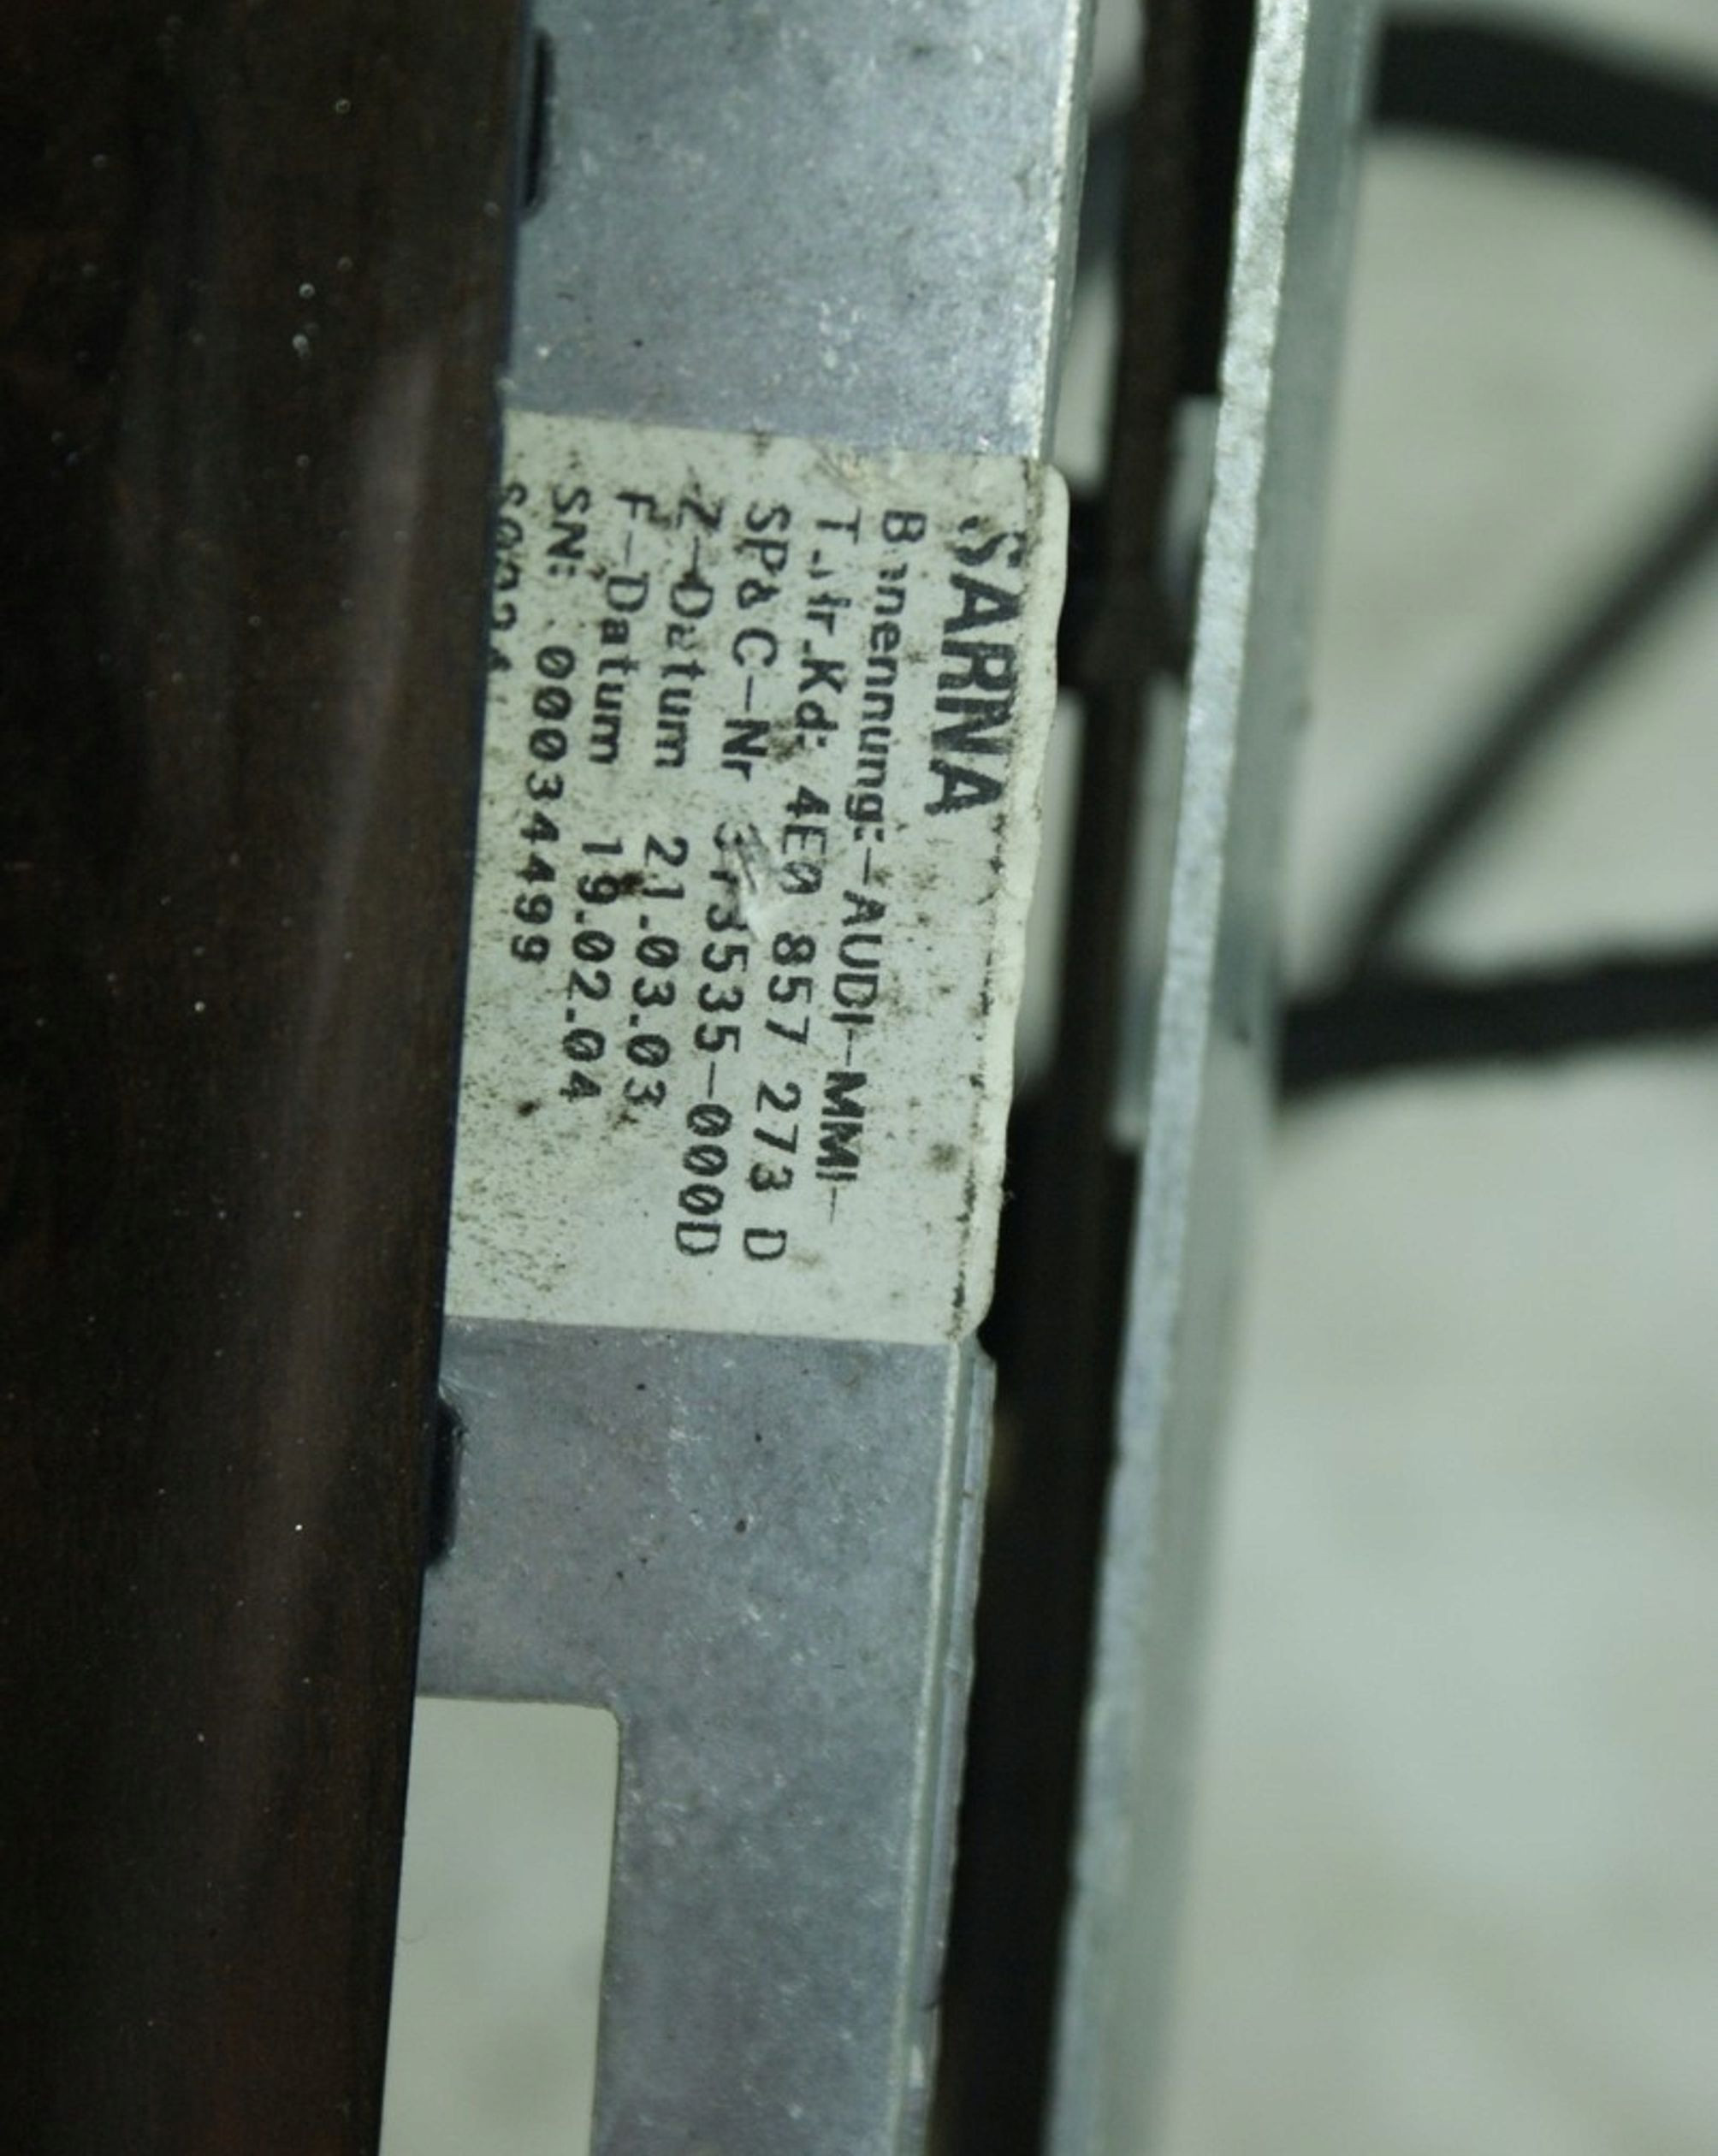 SARNA
Benennung:-AUDI-MMI-
T.Nr.Kd: 4E0 857 273 D
SP&C-Nr
Z-Datum 21.03.03
F-Datum 19.02.04
SN: 00034499